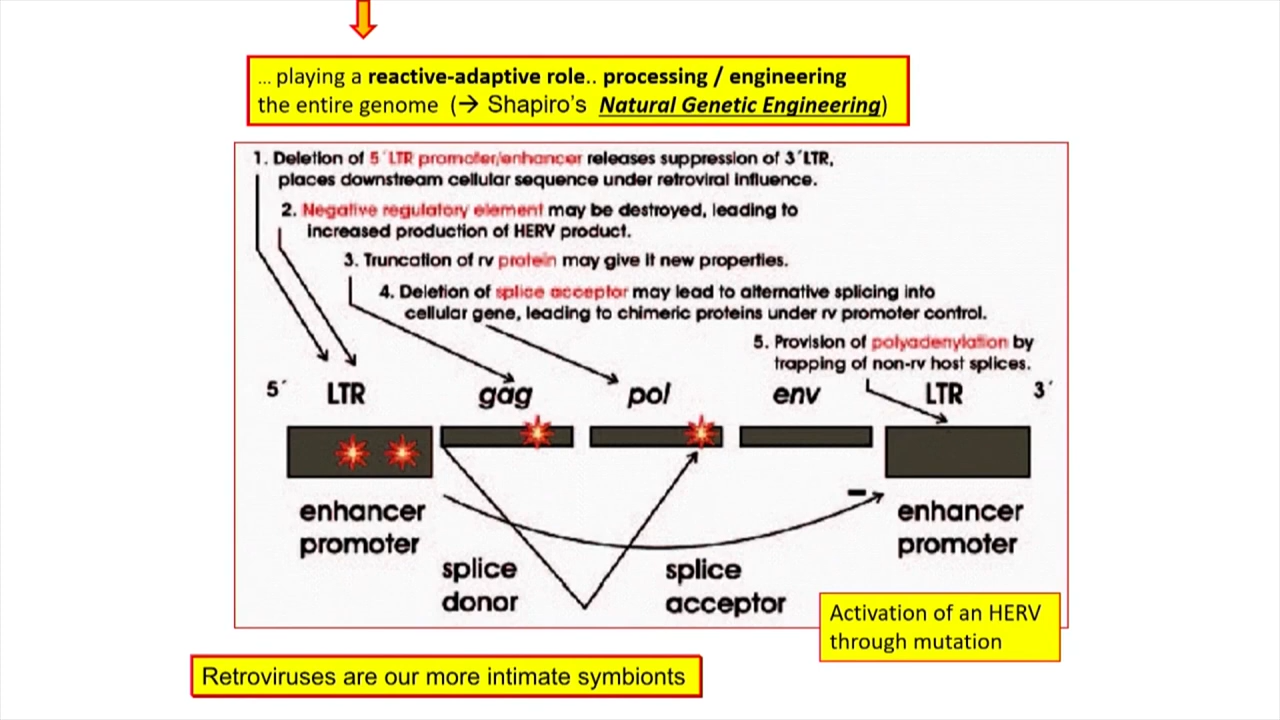 ... playing a reactive-adaptive role.. processing / engineering
the entire genome (→ Shapiro's Natural Genetic Engineering)
1. Deletion of 5´LTR promoter/enhancer releases suppression of 3´LTR,
places downstream cellular sequence under retroviral influence.
2. Negative regulatory element may be destroyed, leading to
increased production of HERV product.
3. Truncation of rv protein may give it new properties.
4. Deletion of splice acceptor may lead to alternative splicing into
cellular gene, leading to chimeric proteins under rv promoter control.
5. Provision of polyadenylation by
trapping of non-rv host splices.
5´ LTR gag pol env LTR 3´
enhancer
promoter
enhancer
promoter
splice
donor
splice
acceptor
Activation of an HERV
through mutation
Retroviruses are our more intimate symbionts